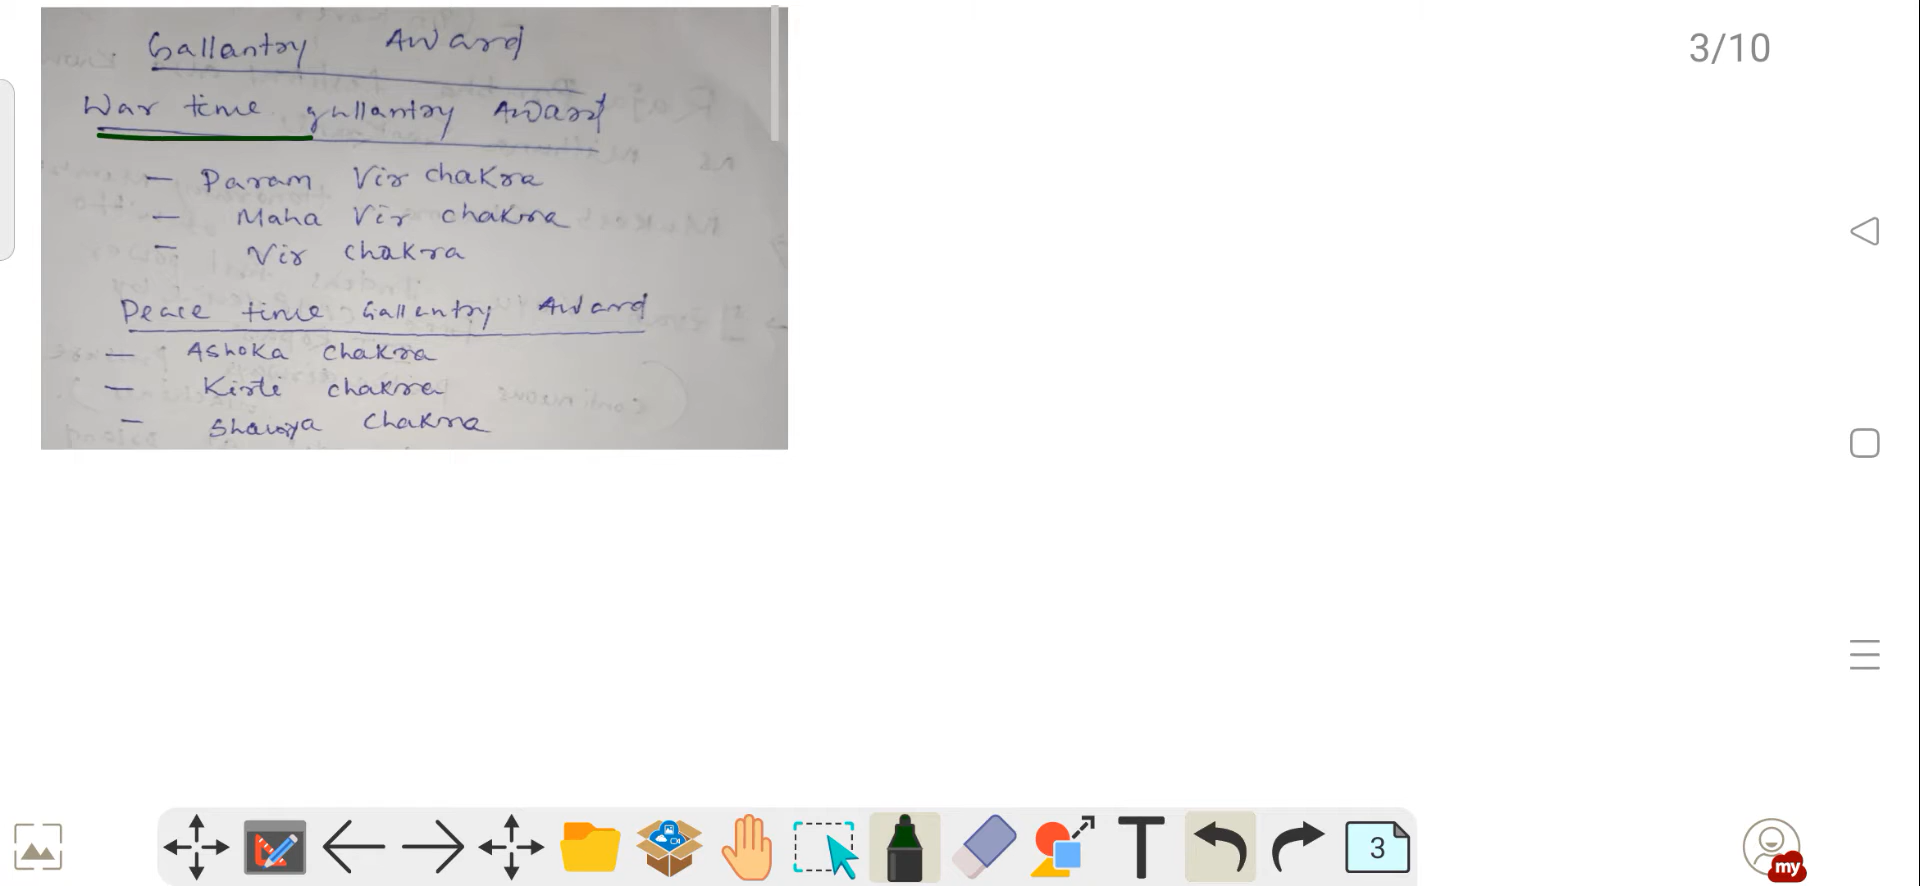 Gallantry Award
3/10
War time gallantry Award
- Param Vir chakra
- Maha Vir chakra
- Vir chakra
Peace time Gallantry Award
- Ashoka chakra
- Kirti chakra
- Shaurya chakra
T
3
my